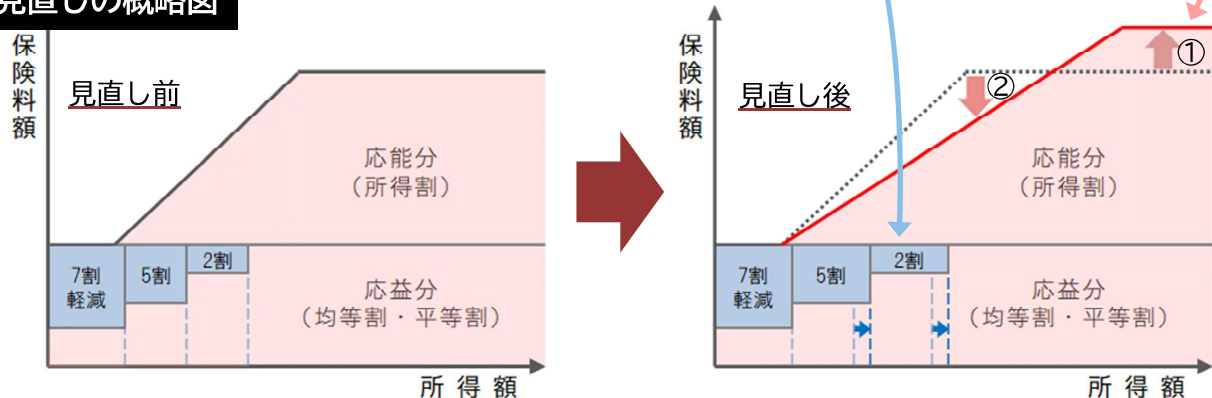 見直しの概略図
保険料額
見直し前
応能分
（所得割）
7割
軽減
5割
2割
応益分
（均等割・平等割）
所得額
保険料額
見直し後
①
②
応能分
（所得割）
7割
軽減
5割
2割
応益分
（均等割・平等割）
所得額